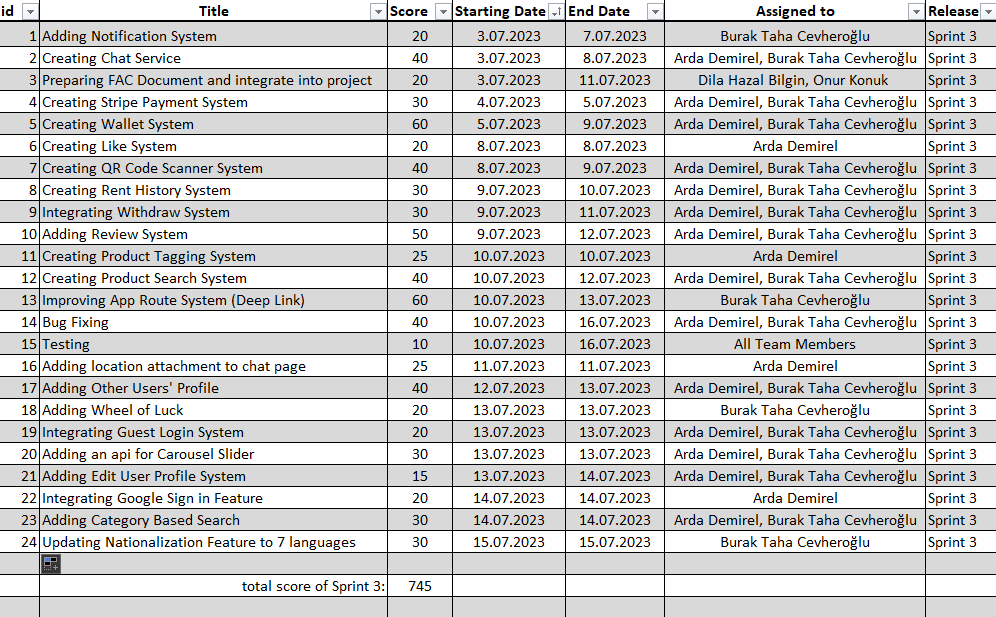 id Title Score Starting Date End Date Assigned to Release
1 Adding Notification System 20 3.07.2023 7.07.2023 Burak Taha Cevheroğlu Sprint 3
2 Creating Chat Service 40 3.07.2023 8.07.2023 Arda Demirel, Burak Taha Cevheroğlu Sprint 3
3 Preparing FAC Document and integrate into project 20 3.07.2023 11.07.2023 Dila Hazal Bilgin, Onur Konuk Sprint 3
4 Creating Stripe Payment System 30 4.07.2023 5.07.2023 Arda Demirel, Burak Taha Cevheroğlu Sprint 3
5 Creating Wallet System 60 5.07.2023 9.07.2023 Arda Demirel, Burak Taha Cevheroğlu Sprint 3
6 Creating Like System 20 8.07.2023 8.07.2023 Arda Demirel Sprint 3
7 Creating QR Code Scanner System 40 8.07.2023 9.07.2023 Arda Demirel, Burak Taha Cevheroğlu Sprint 3
8 Creating Rent History System 30 9.07.2023 10.07.2023 Arda Demirel, Burak Taha Cevheroğlu Sprint 3
9 Integrating Withdraw System 30 9.07.2023 11.07.2023 Arda Demirel, Burak Taha Cevheroğlu Sprint 3
10 Adding Review System 50 9.07.2023 12.07.2023 Arda Demirel, Burak Taha Cevheroğlu Sprint 3
11 Creating Product Tagging System 25 10.07.2023 10.07.2023 Arda Demirel Sprint 3
12 Creating Product Search System 40 10.07.2023 12.07.2023 Arda Demirel, Burak Taha Cevheroğlu Sprint 3
13 Improving App Route System (Deep Link) 60 10.07.2023 13.07.2023 Burak Taha Cevheroğlu Sprint 3
14 Bug Fixing 40 10.07.2023 16.07.2023 Arda Demirel, Burak Taha Cevheroğlu Sprint 3
15 Testing 10 10.07.2023 16.07.2023 All Team Members Sprint 3
16 Adding location attachment to chat page 25 11.07.2023 11.07.2023 Arda Demirel Sprint 3
17 Adding Other Users' Profile 40 12.07.2023 13.07.2023 Arda Demirel, Burak Taha Cevheroğlu Sprint 3
18 Adding Wheel of Luck 20 13.07.2023 13.07.2023 Burak Taha Cevheroğlu Sprint 3
19 Integrating Guest Login System 20 13.07.2023 13.07.2023 Arda Demirel, Burak Taha Cevheroğlu Sprint 3
20 Adding an api for Carousel Slider 30 13.07.2023 13.07.2023 Arda Demirel, Burak Taha Cevheroğlu Sprint 3
21 Adding Edit User Profile System 15 13.07.2023 14.07.2023 Arda Demirel, Burak Taha Cevheroğlu Sprint 3
22 Integrating Google Sign in Feature 20 14.07.2023 14.07.2023 Arda Demirel Sprint 3
23 Adding Category Based Search 30 14.07.2023 14.07.2023 Arda Demirel, Burak Taha Cevheroğlu Sprint 3
24 Updating Nationalization Feature to 7 languages 30 15.07.2023 15.07.2023 Burak Taha Cevheroğlu Sprint 3
total score of Sprint 3: 745